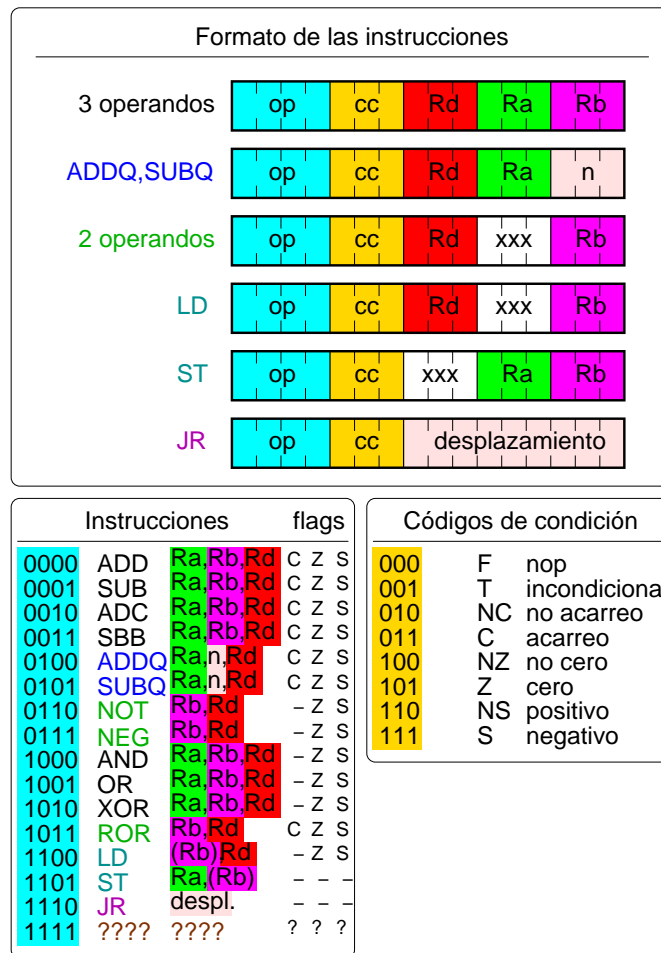 Formato de las instrucciones
3 operandos op cc Rd Ra Rb
ADDQ,SUBQ op cc Rd Ra n
2 operandos op cc Rd xxx Rb
LD op cc Rd xxx Rb
ST op cc xxx Ra Rb
JR op cc desplazamiento
Instrucciones flags
0000 ADD Ra,Rb,Rd C Z S
0001 SUB Ra,Rb,Rd C Z S
0010 ADC Ra,Rb,Rd C Z S
0011 SBB Ra,Rb,Rd C Z S
0100 ADDQ Ra,n,Rd C Z S
0101 SUBQ Ra,n,Rd C Z S
0110 NOT Rb,Rd – Z S
0111 NEG Rb,Rd – Z S
1000 AND Ra,Rb,Rd – Z S
1001 OR Ra,Rb,Rd – Z S
1010 XOR Ra,Rb,Rd – Z S
1011 ROR Rb,Rd C Z S
1100 LD (Rb),Rd – Z S
1101 ST Ra,(Rb) – – –
1110 JR despl. – – –
1111 ???? ???? ? ? ?
Códigos de condición
000 F nop
001 T incondiciona
010 NC no acarreo
011 C acarreo
100 NZ no cero
101 Z cero
110 NS positivo
111 S negativo